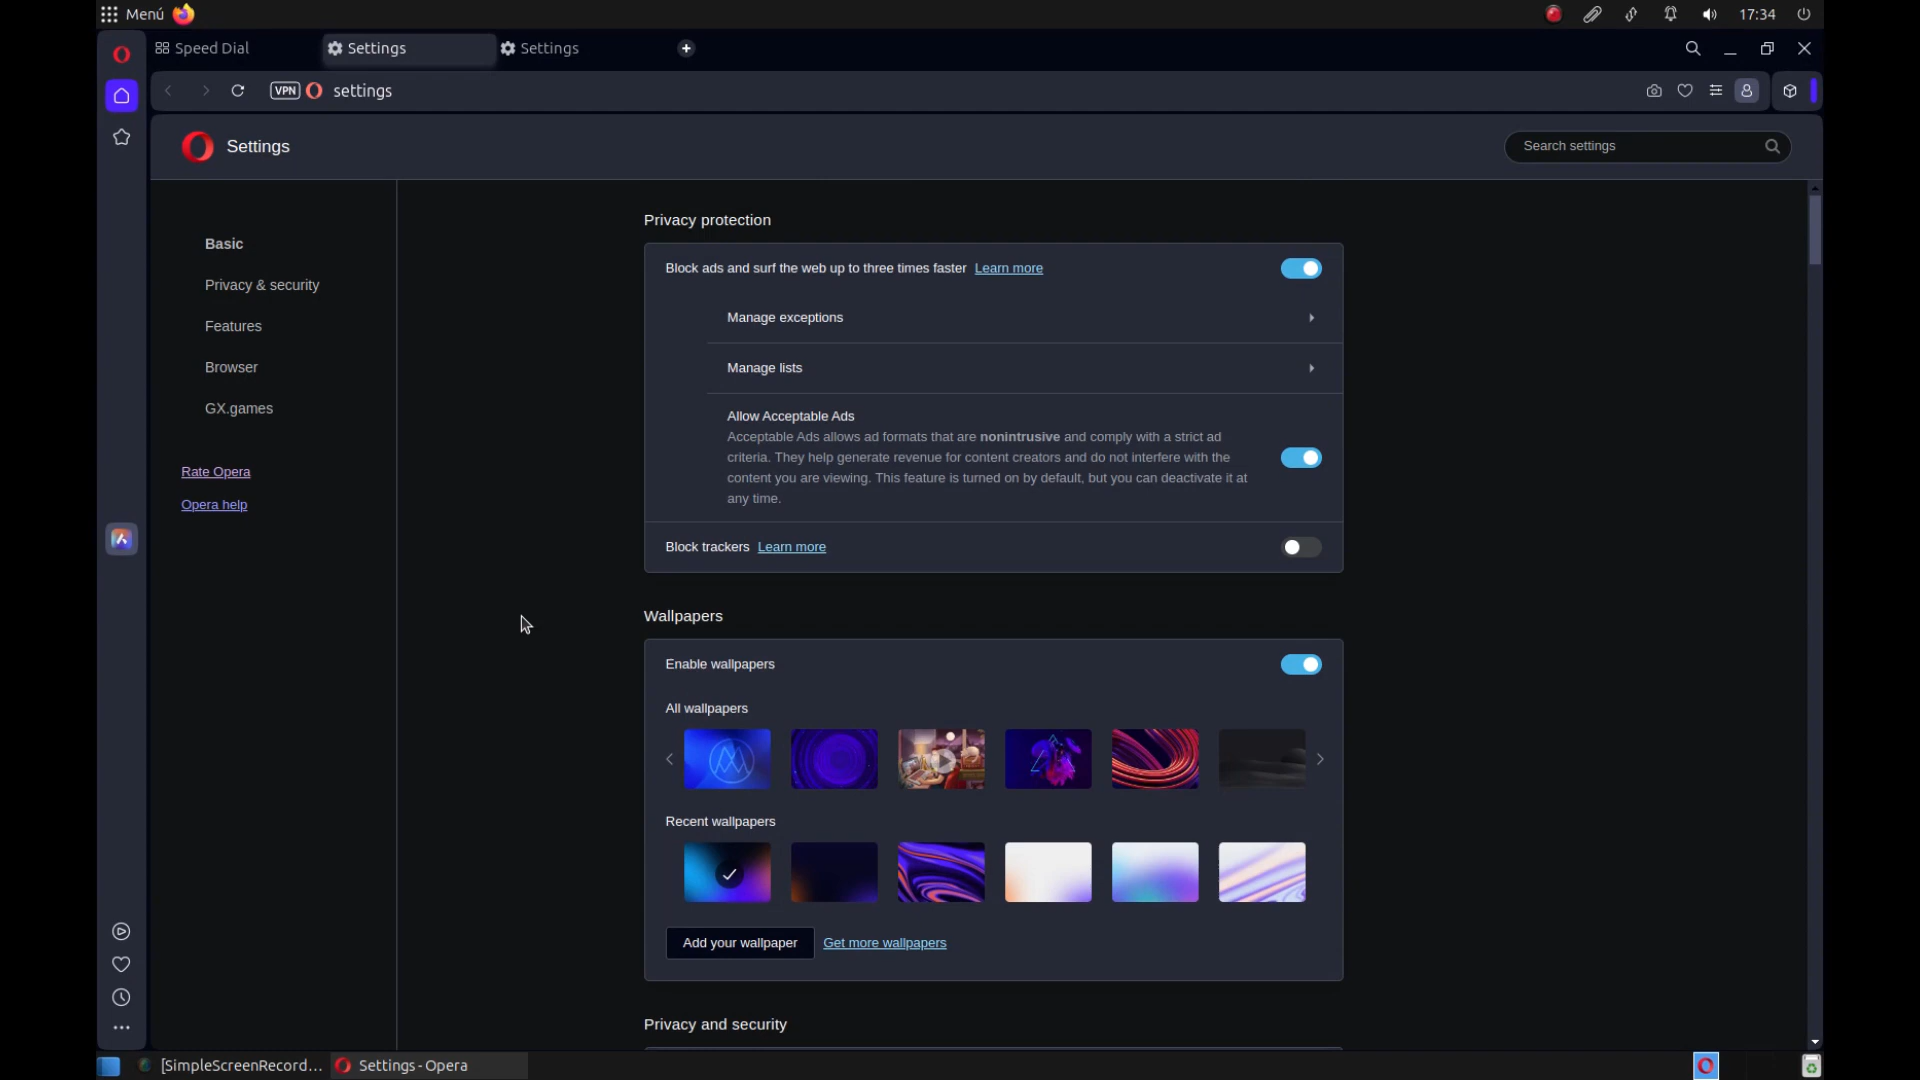 Menú
17:34
Speed Dial
Settings
Settings
VPN
settings
Settings
Search settings
Basic
Privacy & security
Features
Browser
GX.games
Rate Opera
Opera help
Privacy protection
Block ads and surf the web up to three times faster Learn more
Manage exceptions
Manage lists
Allow Acceptable Ads
Acceptable Ads allows ad formats that are nonintrusive and comply with a strict ad
criteria. They help generate revenue for content creators and do not interfere with the
content you are viewing. This feature is turned on by default, but you can deactivate it at
any time.
Block trackers Learn more
Wallpapers
Enable wallpapers
All wallpapers
Recent wallpapers
Add your wallpaper
Get more wallpapers
Privacy and security
[SimpleScreenRecord...
Settings - Opera